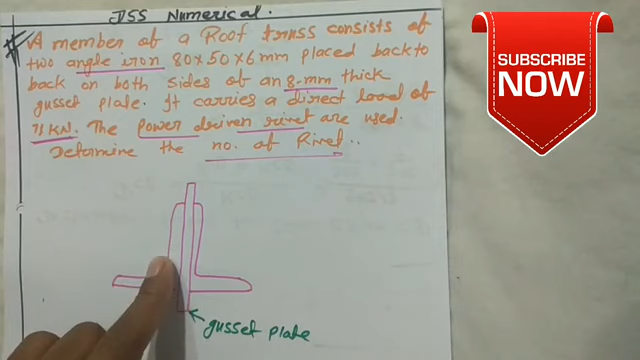 DSS Numerical.
A member of a Roof truss consists of
two angle iron 80 x 50 x 6 mm placed back to
back on both sides of an 8 mm thick
gusset plate. It carries a direct load of
71 KN. The power driven rivet are used.
Determine the no. of Rivet..
gusset plate
SUBSCRIBE
NOW